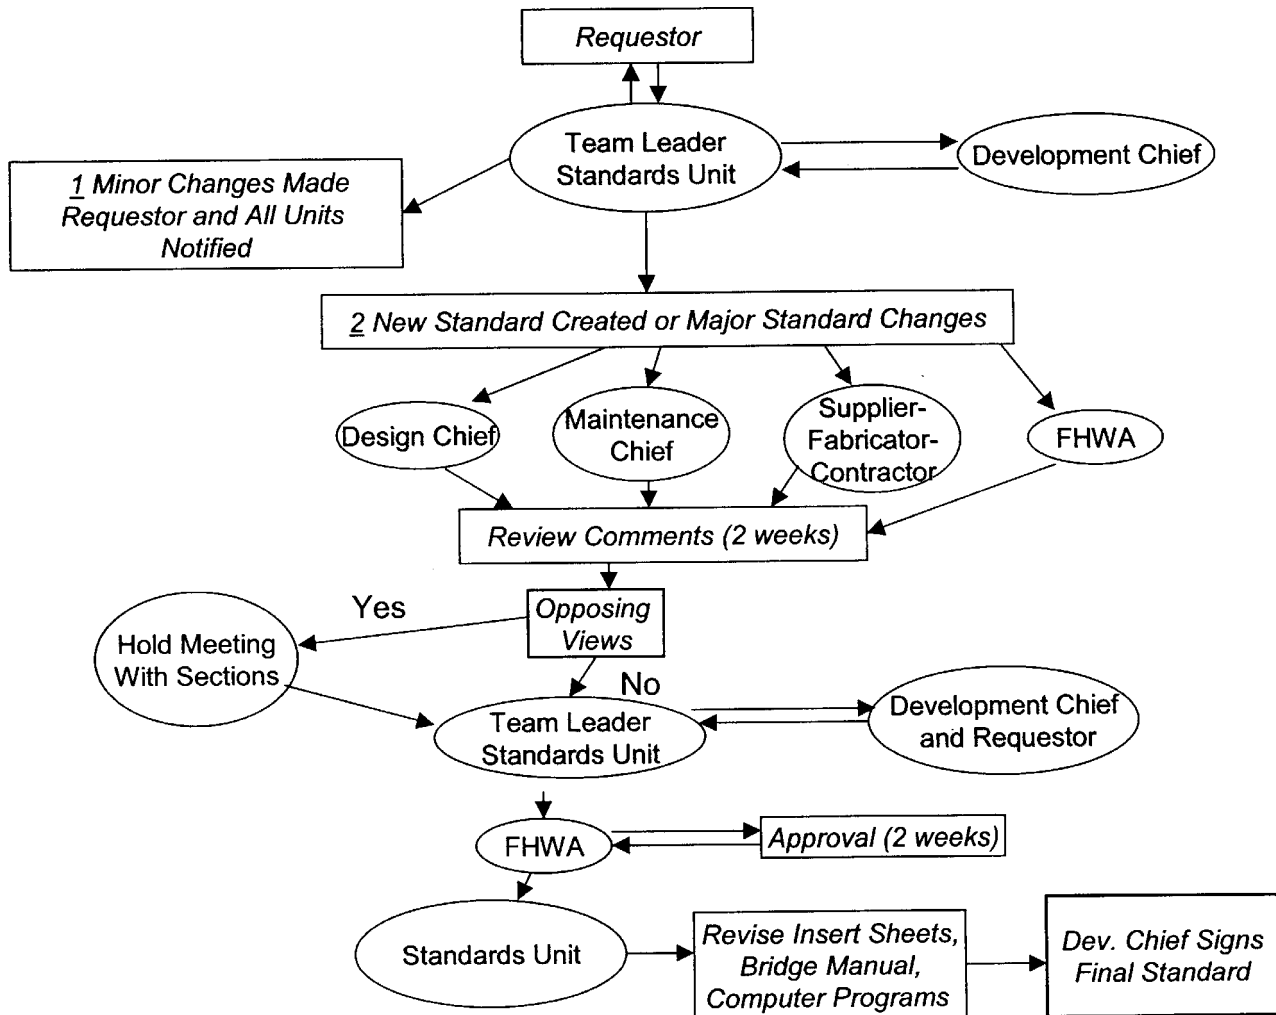 Requestor
Team Leader
Standards Unit
Development Chief
1 Minor Changes Made
Requestor and All Units
Notified
2 New Standard Created or Major Standard Changes
Design Chief
Maintenance
Chief
Supplier-
Fabricator-
Contractor
FHWA
Review Comments (2 weeks)
Yes
Opposing
Views
Hold Meeting
With Sections
No
Team Leader
Standards Unit
Development Chief
and Requestor
FHWA
Approval (2 weeks)
Standards Unit
Revise Insert Sheets,
Bridge Manual,
Computer Programs
Dev. Chief Signs
Final Standard